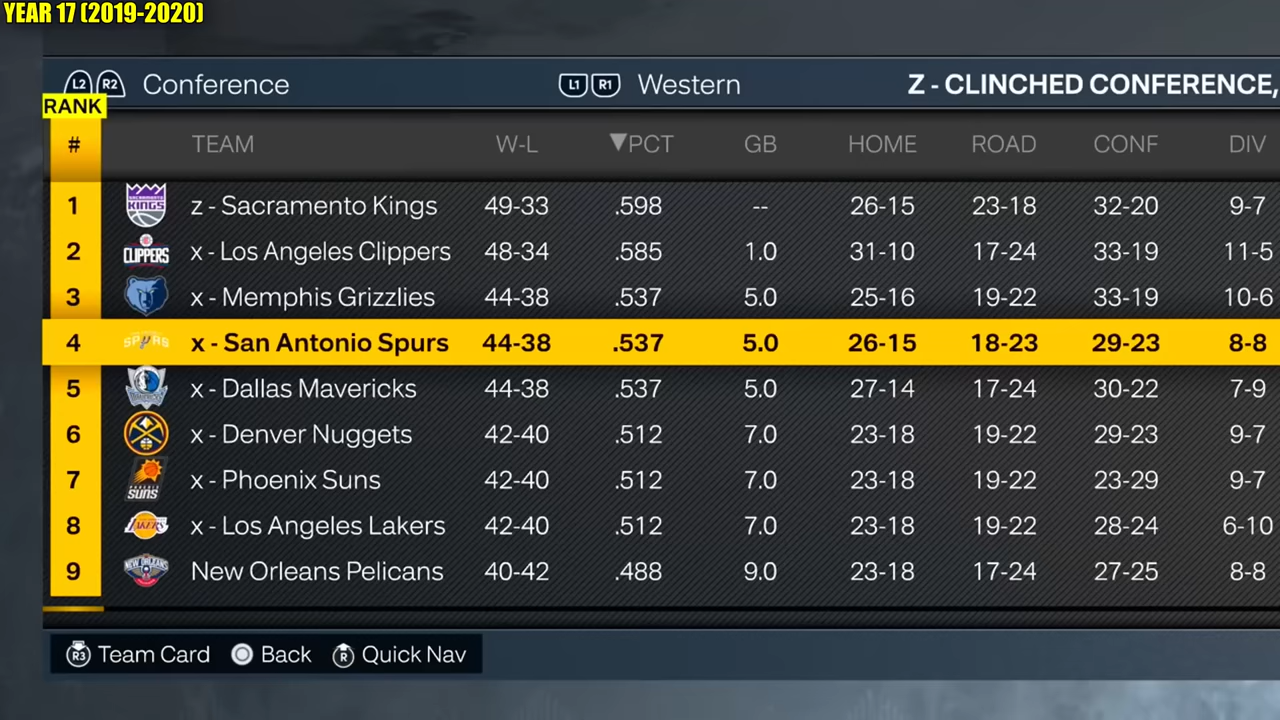 YEAR 17 (2019-2020)
L2 R2 Conference L1 R1 Western Z - CLINCHED CONFERENCE,
RANK
# TEAM W-L ▼PCT GB HOME ROAD CONF DIV
1 z - Sacramento Kings 49-33 .598 -- 26-15 23-18 32-20 9-7
2 x - Los Angeles Clippers 48-34 .585 1.0 31-10 17-24 33-19 11-5
3 x - Memphis Grizzlies 44-38 .537 5.0 25-16 19-22 33-19 10-6
4 x - San Antonio Spurs 44-38 .537 5.0 26-15 18-23 29-23 8-8
5 x - Dallas Mavericks 44-38 .537 5.0 27-14 17-24 30-22 7-9
6 x - Denver Nuggets 42-40 .512 7.0 23-18 19-22 29-23 9-7
7 x - Phoenix Suns 42-40 .512 7.0 23-18 19-22 23-29 9-7
8 x - Los Angeles Lakers 42-40 .512 7.0 23-18 19-22 28-24 6-10
9 New Orleans Pelicans 40-42 .488 9.0 23-18 17-24 27-25 8-8
R3 Team Card Back R Quick Nav